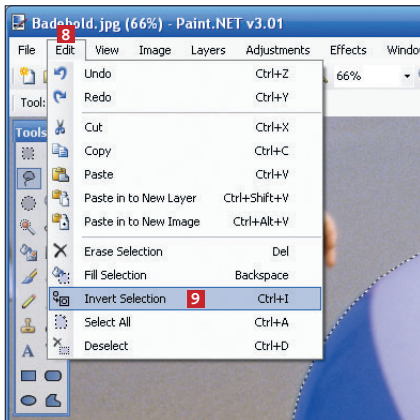 Badebold.jpg (66%) - Paint.NET v3.01
8
File Edit View Image Layers Adjustments Effects
66%
Tool:
Tools
Undo Ctrl+Z
Redo Ctrl+Y
Cut Ctrl+X
Copy Ctrl+C
Paste Ctrl+V
Paste in to New Layer Ctrl+Shift+V
Paste in to New Image Ctrl+Alt+V
Erase Selection Del
Fill Selection Backspace
Invert Selection 9 Ctrl+I
Select All Ctrl+A
Deselect Ctrl+D